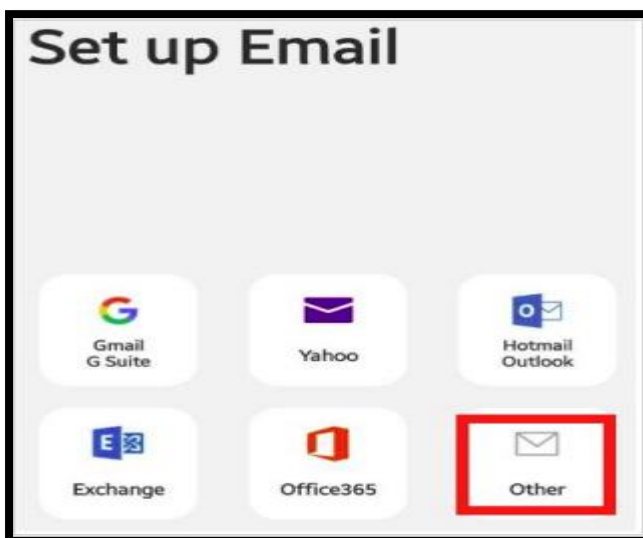 Set up Email
G
Gmail
G Suite
Yahoo
O
Hotmail
Outlook
E
Exchange
Office365
Other